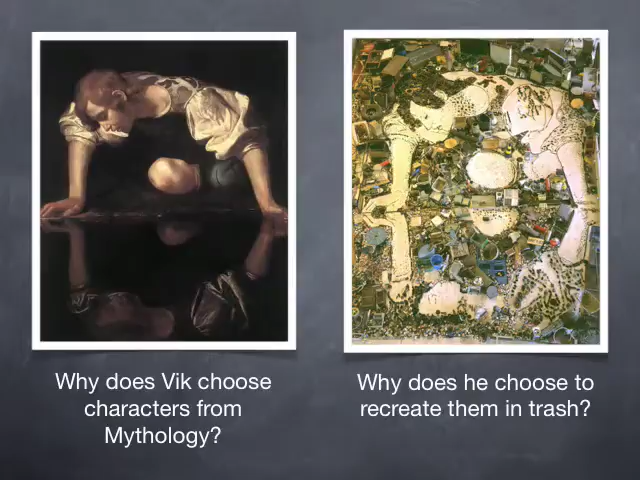 Why does Vik choose
characters from
Mythology?
Why does he choose to
recreate them in trash?